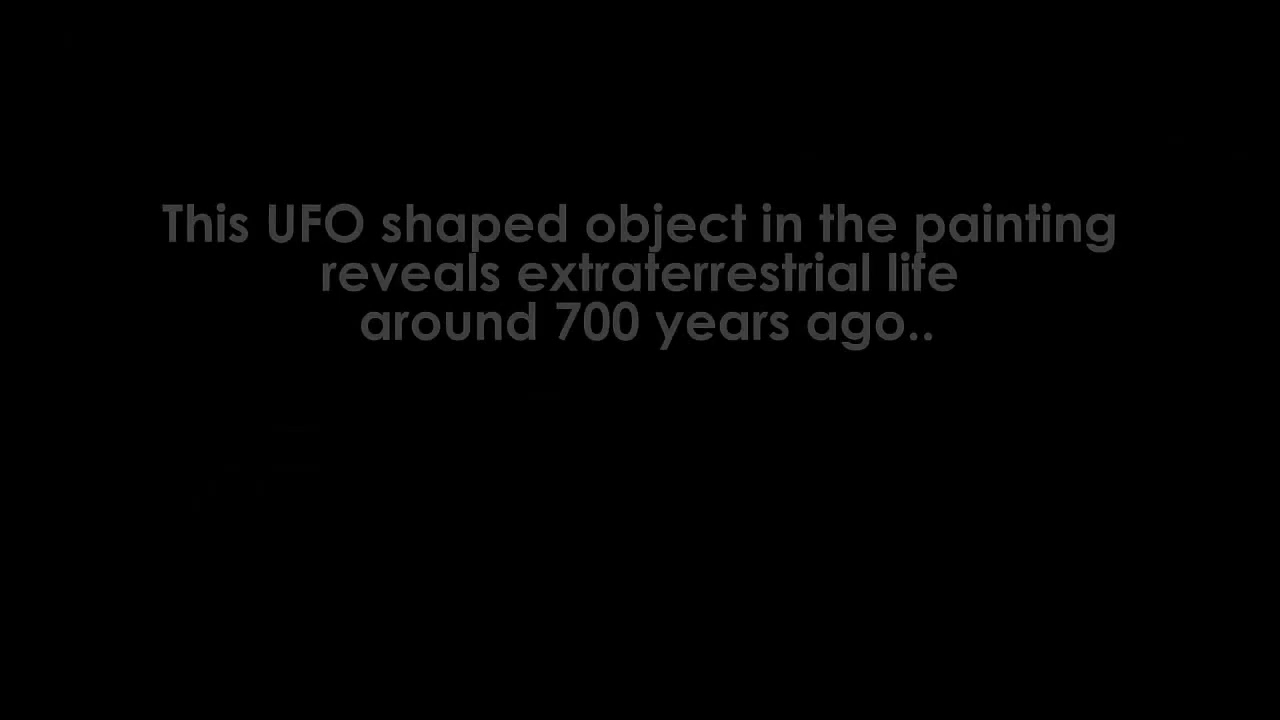 This UFO shaped object in the painting
reveals extraterrestrial life
around 700 years ago..